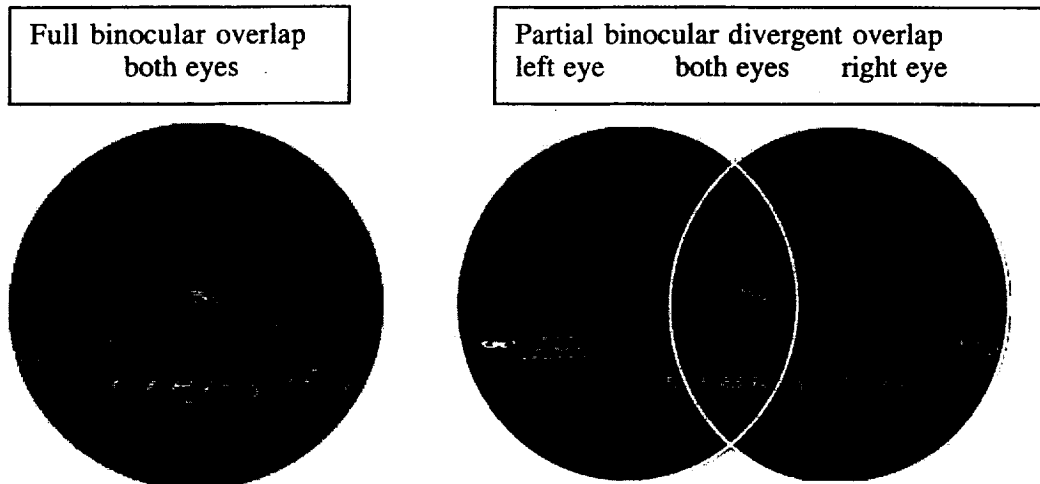 Full binocular overlap
both eyes
Partial binocular divergent overlap
left eye both eyes right eye